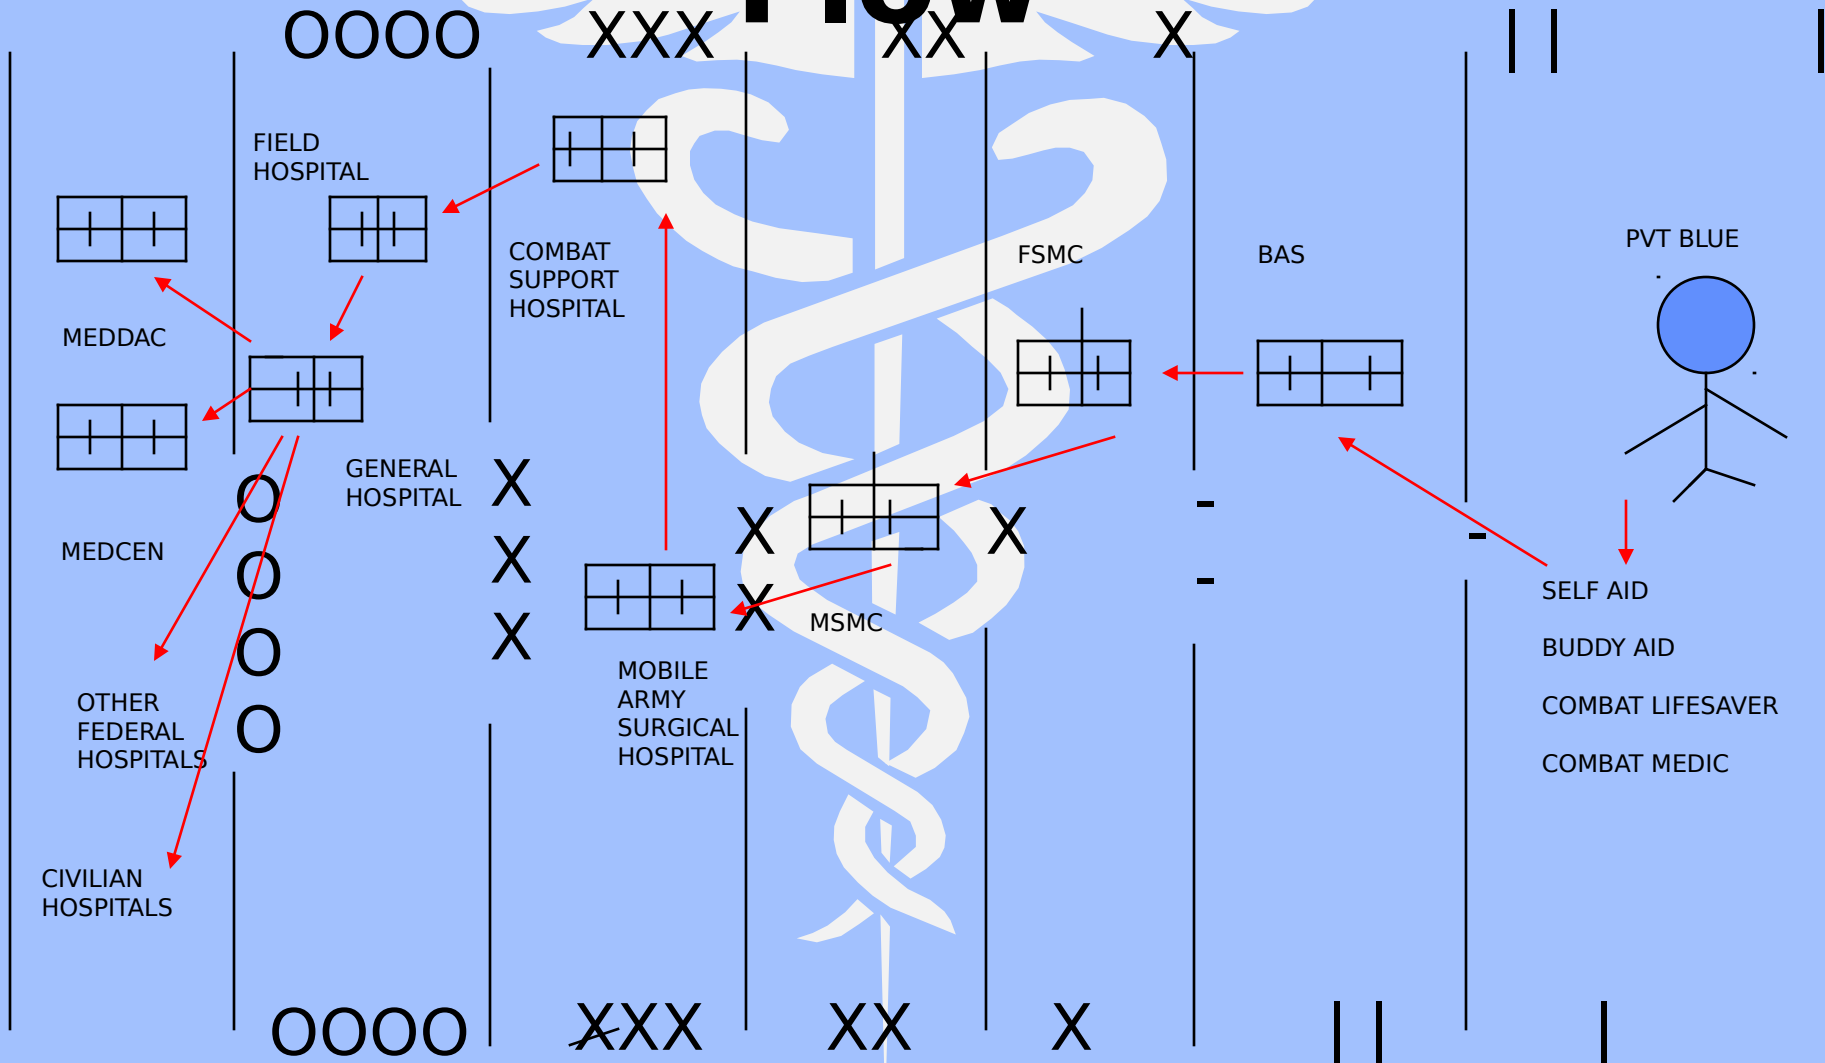 Flow
OOOO
XXX
XX
X
||
|
FIELD
HOSPITAL
COMBAT
SUPPORT
HOSPITAL
FSMC
BAS
PVT BLUE
MEDDAC
GENERAL
HOSPITAL
MEDCEN
O
O
O
O
X
X
X
X
X
X
-
-
-
MSMC
MOBILE
ARMY
SURGICAL
HOSPITAL
SELF AID
BUDDY AID
COMBAT LIFESAVER
COMBAT MEDIC
OTHER
FEDERAL
HOSPITALS
CIVILIAN
HOSPITALS
OOOO
XXX
XX
X
||
|